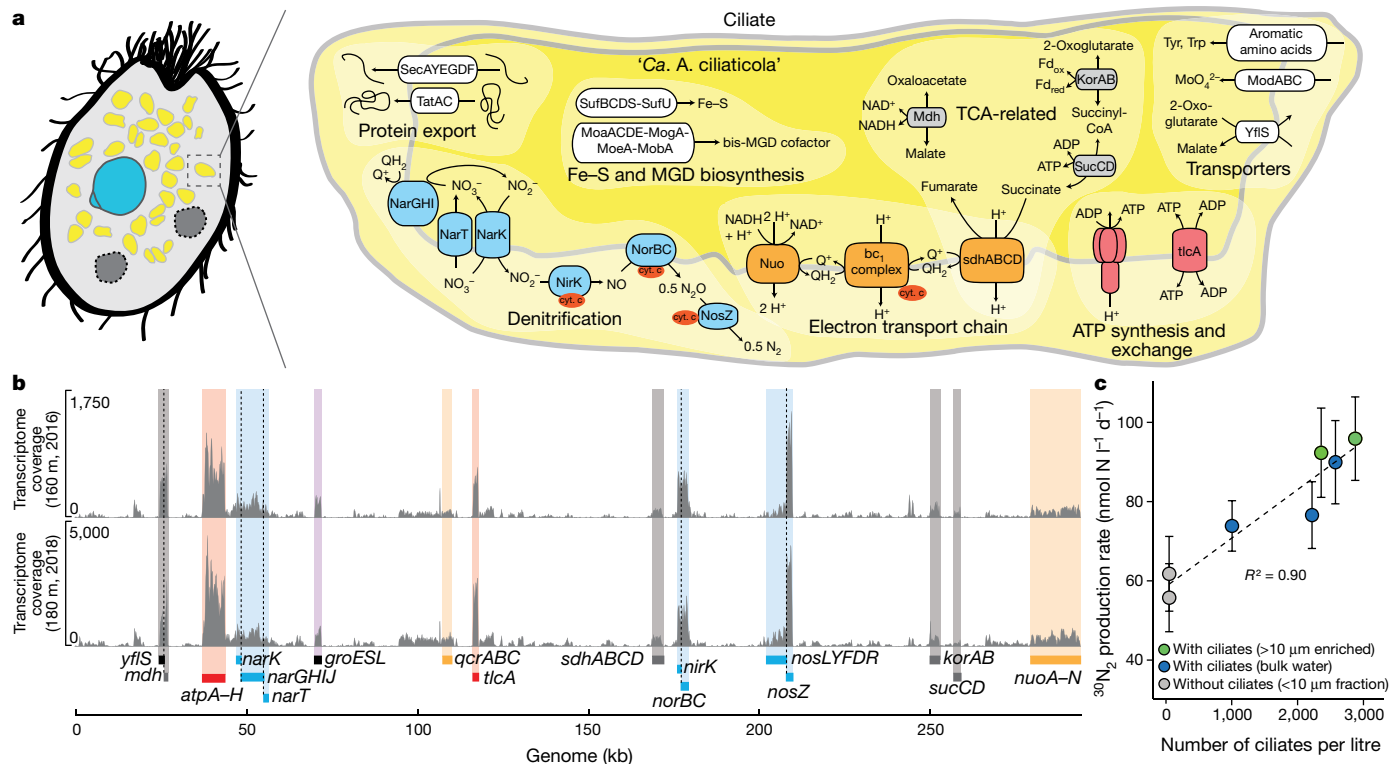 a
Ciliate
'Ca. A. ciliaticola'
SecAYEGDF
TatAC
Protein export
SufBCDS-SufU
Fe–S
MoaACDE-MogA-
MoeA-MobA
bis-MGD cofactor
Fe–S and MGD biosynthesis
Oxaloacetate
NAD⁺
NADH
Mdh
Malate
TCA-related
2-Oxoglutarate
Fdox
Fdred
KorAB
Succinyl-
CoA
ADP
ATP
SucCD
Succinate
Fumarate
Tyr, Trp
Aromatic
amino acids
MoO₄²⁻
ModABC
2-Oxo-
glutarate
Malate
YflS
Transporters
QH₂
Q⁺
NarGHI
NO₃⁻
NO₂⁻
NarT
NarK
NO₃⁻
NO₂⁻
NirK
cyt. c
NO
NorBC
cyt. c
0.5 N₂O
cyt. c
NosZ
0.5 N₂
Denitrification
NADH
+ H⁺
2 H⁺
NAD⁺
Nuo
2 H⁺
Q⁺
QH₂
H⁺
bc₁
complex
H⁺
cyt. c
Q⁺
QH₂
H⁺
sdhABCD
H⁺
Electron transport chain
ADP
ATP
H⁺
ATP
ADP
tlcA
ATP
ADP
ATP synthesis and
exchange
b
Transcriptome
coverage
(160 m, 2016)
1,750
0
Transcriptome
coverage
(180 m, 2018)
5,000
0
yflS
mdh
atpA–H
narK
narGHIJ
narT
groESL
qcrABC
tlcA
sdhABCD
nirK
norBC
nosLYFDR
nosZ
korAB
sucCD
nuoA–N
0
50
100
150
200
250
Genome (kb)
c
³⁰N₂ production rate (nmol N l⁻¹ d⁻¹)
100
80
60
40
R² = 0.90
With ciliates (>10 μm enriched)
With ciliates (bulk water)
Without ciliates (<10 μm fraction)
0
1,000
2,000
3,000
Number of ciliates per litre